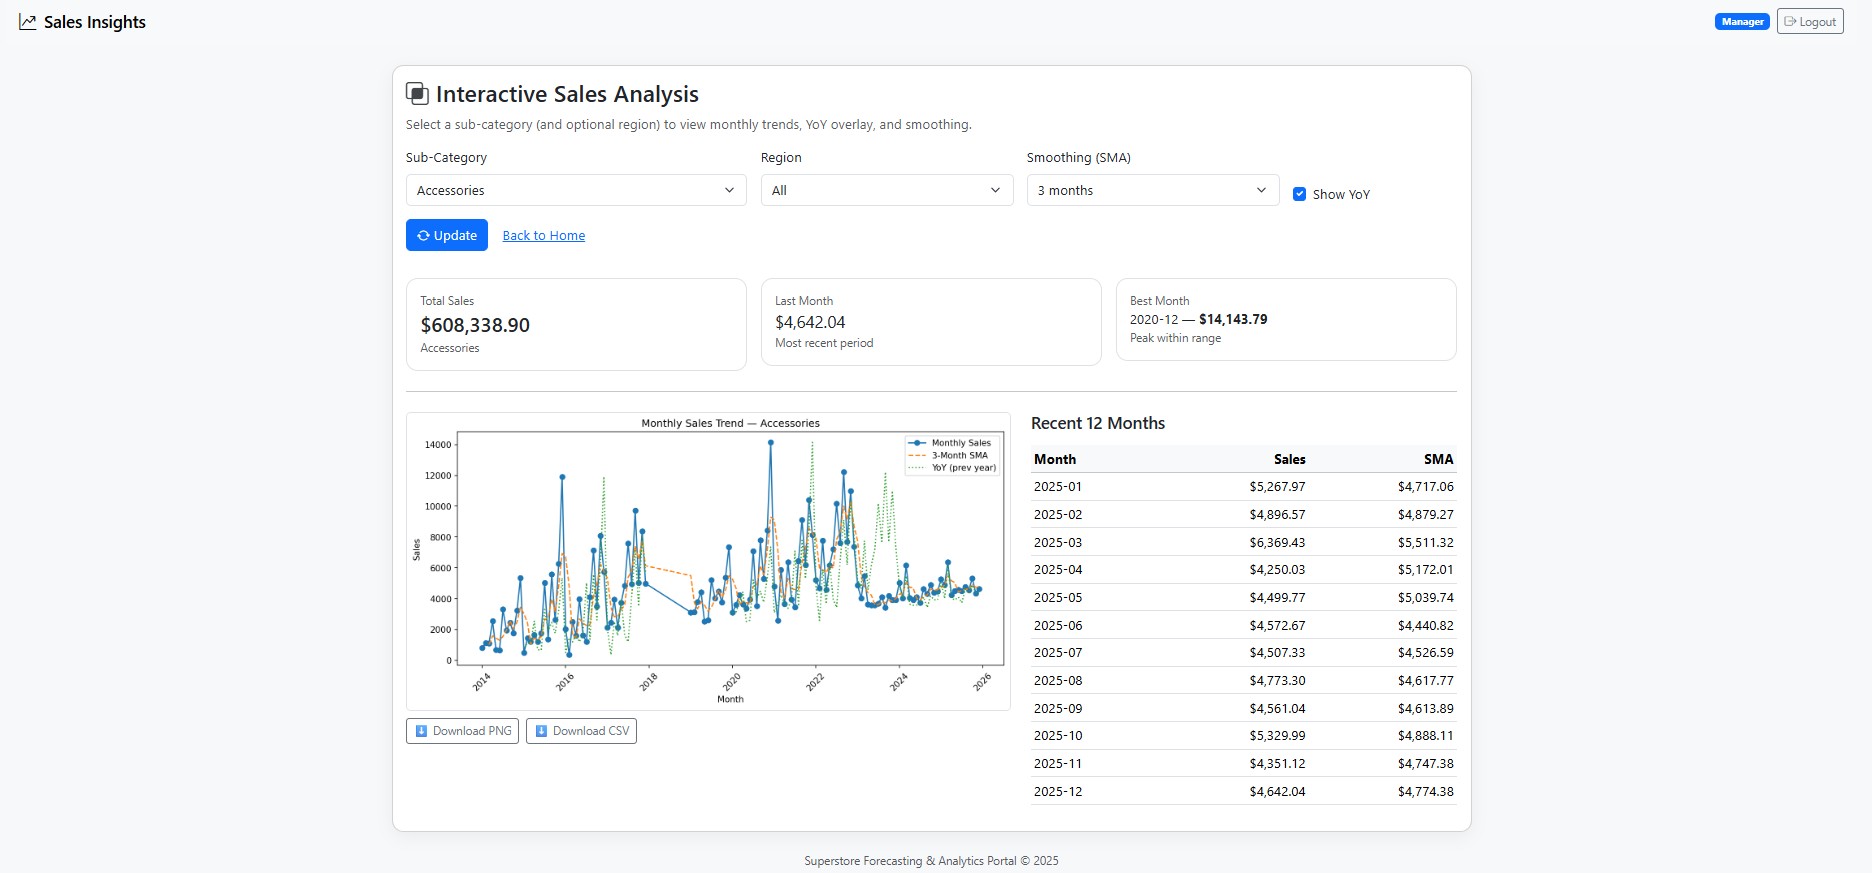 Sales Insights
Manager
Logout
Interactive Sales Analysis
Select a sub-category (and optional region) to view monthly trends, YoY overlay, and smoothing.
Sub-Category
Region
Smoothing (SMA)
Accessories
All
3 months
Show YoY
Update
Back to Home
Total Sales
$608,338.90
Accessories
Last Month
$4,642.04
Most recent period
Best Month
2020-12 — $14,143.79
Peak within range
Monthly Sales Trend — Accessories
Monthly Sales
3-Month SMA
YoY (prev year)
14000
12000
10000
8000
6000
4000
2000
0
Sales
2014
2016
2018
2020
2022
2024
2026
Month
Download PNG
Download CSV
Recent 12 Months
Month Sales SMA
2025-01 $5,267.97 $4,717.06
2025-02 $4,896.57 $4,879.27
2025-03 $6,369.43 $5,511.32
2025-04 $4,250.03 $5,172.01
2025-05 $4,499.77 $5,039.74
2025-06 $4,572.67 $4,440.82
2025-07 $4,507.33 $4,526.59
2025-08 $4,773.30 $4,617.77
2025-09 $4,561.04 $4,613.89
2025-10 $5,329.99 $4,888.11
2025-11 $4,351.12 $4,747.38
2025-12 $4,642.04 $4,774.38
Superstore Forecasting & Analytics Portal © 2025